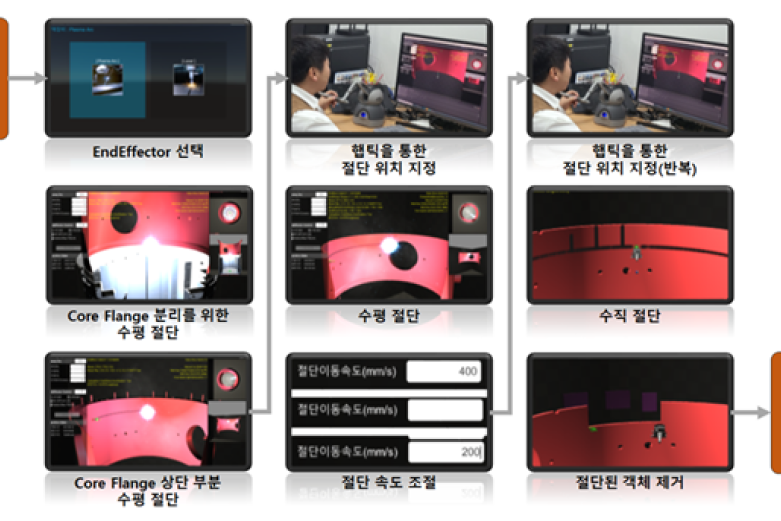 EndEffector 선택
Core Flange 분리를 위한
수평 절단
Core Flange 상단 부분
수평 절단
햅틱을 통한
절단 위치 지정
수평 절단
절단이동속도(mm/s) 400
절단이동속도(mm/s)
절단이동속도(mm/s) 200
절단 속도 조절
햅틱을 통한
절단 위치 지정(반복)
수직 절단
절단된 객체 제거